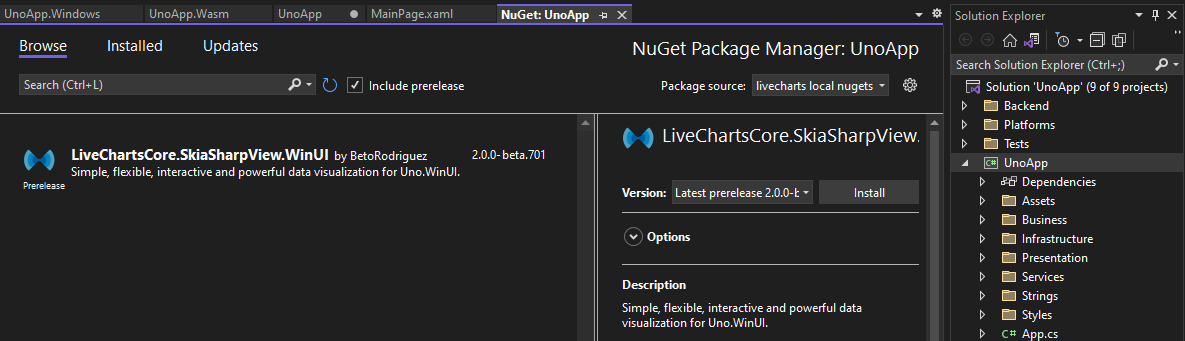 UnoApp.Windows UnoApp.Wasm UnoApp MainPage.xaml NuGet: UnoApp
Browse Installed Updates
NuGet Package Manager: UnoApp
Search (Ctrl+L) Include prerelease
Package source: livecharts local nugets
LiveChartsCore.SkiaSharpView.WinUI by BetoRodriguez 2.0.0-beta.701
Simple, flexible, interactive and powerful data visualization for Uno.WinUI.
Prerelease
LiveChartsCore.SkiaSharpView.
Version: Latest prerelease 2.0.0-b Install
Options
Description
Simple, flexible, interactive and powerful data
visualization for Uno.WinUI.
Solution Explorer
Search Solution Explorer (Ctrl+;)
Solution 'UnoApp' (9 of 9 projects)
Backend
Platforms
Tests
C# UnoApp
Dependencies
Assets
Business
Infrastructure
Presentation
Services
Strings
Styles
C# App.cs